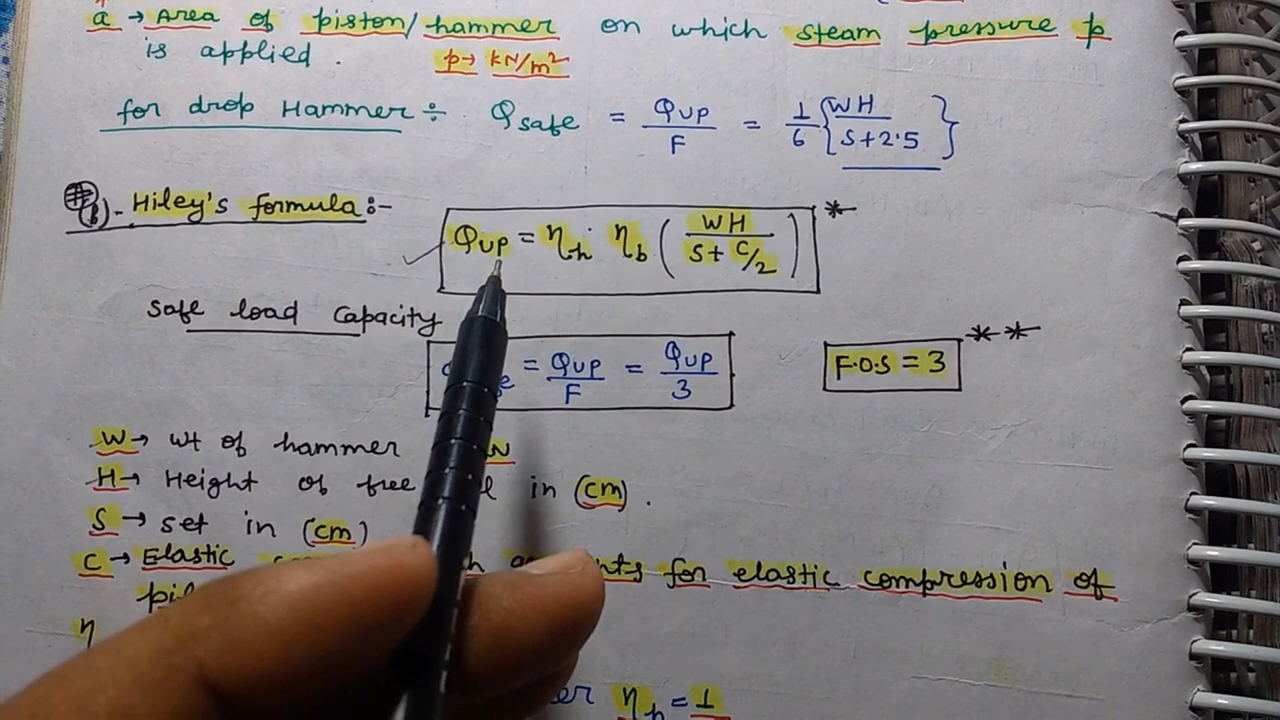 a → Area of piston/hammer on which steam pressure p
is applied. p → kN/m²
for drop Hammer ÷ Qsafe = QUP/F = 1/6 {WH/S+2.5}
(b). Hiley's formula :-
QUP = ηh ηb (WH/S+C/2) *
Safe load capacity
= QUP/F = QUP/3 F.O.S = 3 **
W → wt of hammer
H → Height of free in (cm).
S → set in (cm)
C → Elastic for elastic compression of
η
ηh = 1